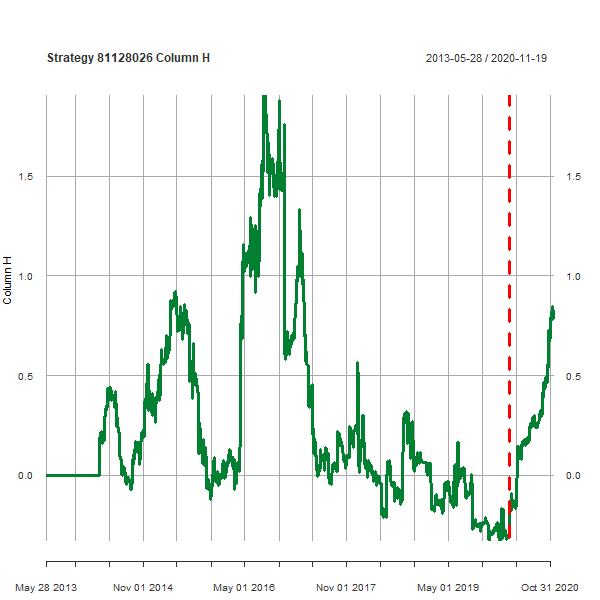 Strategy 81128026 Column H
2013-05-28 / 2020-11-19
Column H
1.5
1.5
1.0
1.0
0.5
0.5
0.0
0.0
May 28 2013
Nov 01 2014
May 01 2016
Nov 01 2017
May 01 2019
Oct 31 2020